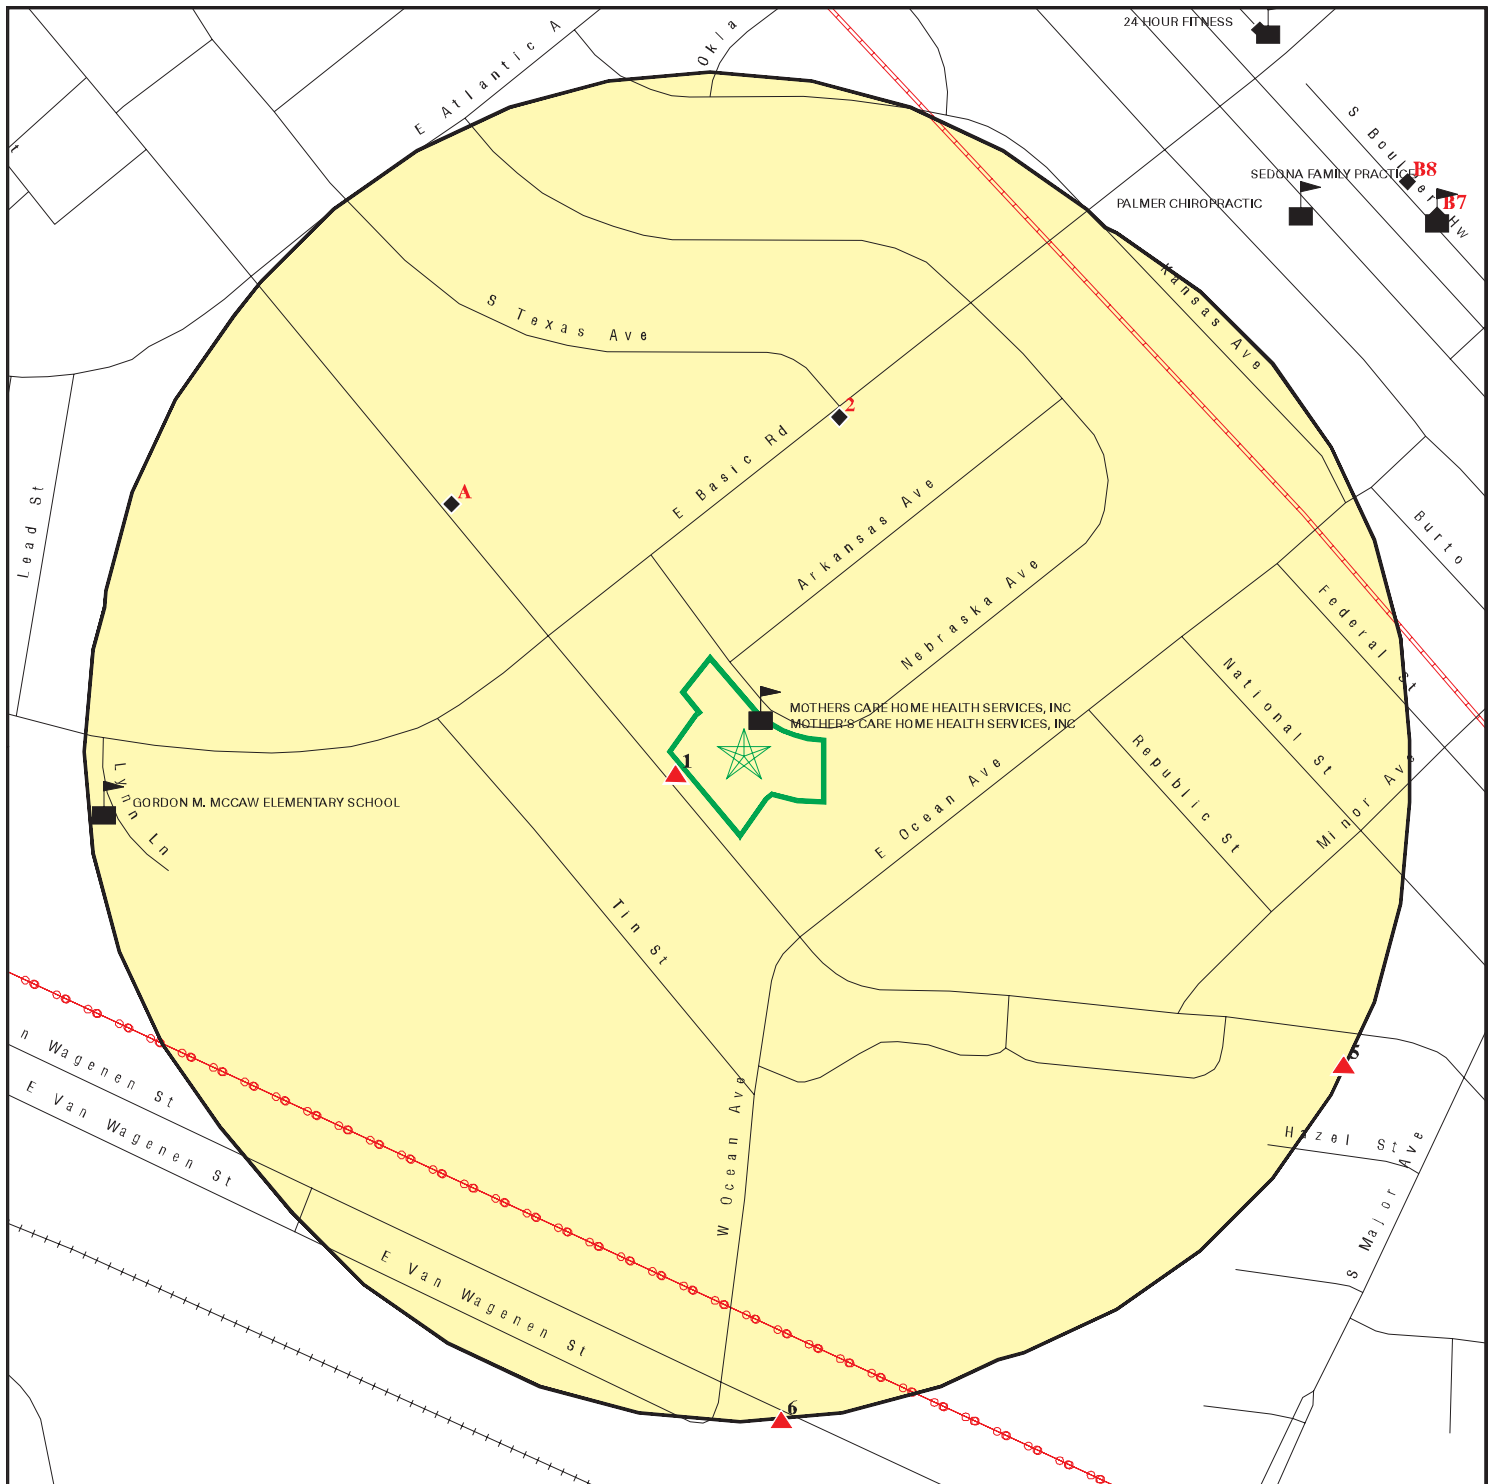 24 HOUR FITNESS
E Atlantic A
Okla
t
S Boulder Hw
B8
SEDONA FAMILY PRACTICE
PALMER CHIROPRACTIC
B7
Kansas Ave
S Texas Ave
2
E Basic Rd
A
Lead St
Arkansas Ave
Burto
Nebraska Ave
Federal St
National St
MOTHERS CARE HOME HEALTH SERVICES, INC
MOTHER'S CARE HOME HEALTH SERVICES, INC
1
Republic St
Minor Ave
E Ocean Ave
Lynn Ln
GORDON M. MCCAW ELEMENTARY SCHOOL
Tin St
n Wagenen St
E Van Wagenen St
W Ocean Ave
Hazel St
S Major Ave
E Van Wagenen St
6